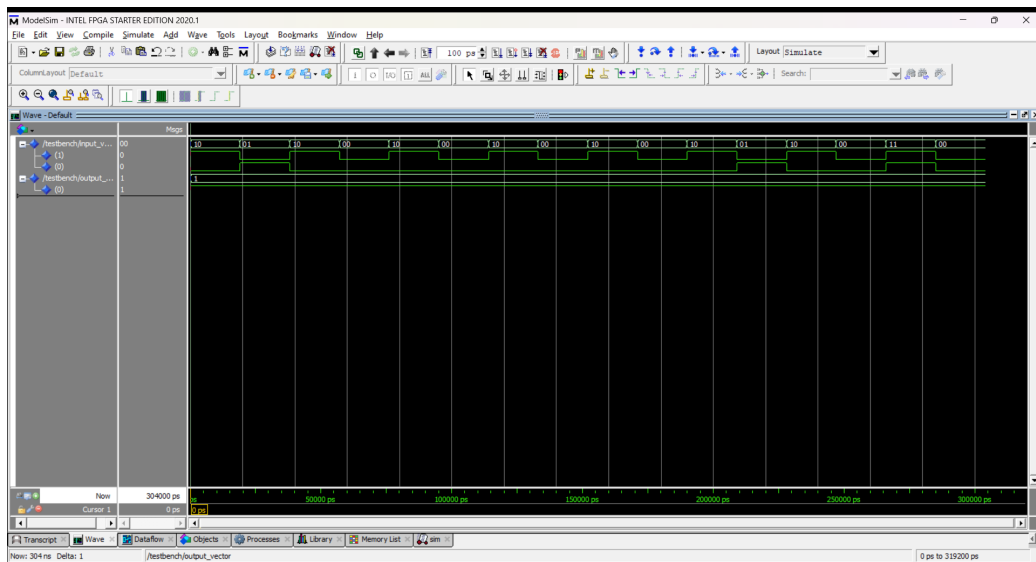 ModelSim - INTEL FPGA STARTER EDITION 2020.1
File Edit View Compile Simulate Add Wave Tools Layout Bookmarks Window Help
100 ps Layout Simulate
ColumnLayout Default Search:
Wave - Default
Msgs
/testbench/input_v... 00 10 01 10 00 10 00 10 00 10 00 10 01 10 00 11 00
(1) 0
(0) 0
/testbench/output_... 1 1
(0) 1
Now 304000 ps ps 50000 ps 100000 ps 150000 ps 200000 ps 250000 ps 300000 ps
Cursor 1 0 ps 0 ps
Transcript Wave Dataflow Objects Processes Library Memory List sim
Now: 304 ns Delta: 1 /testbench/output_vector 0 ps to 319200 ps